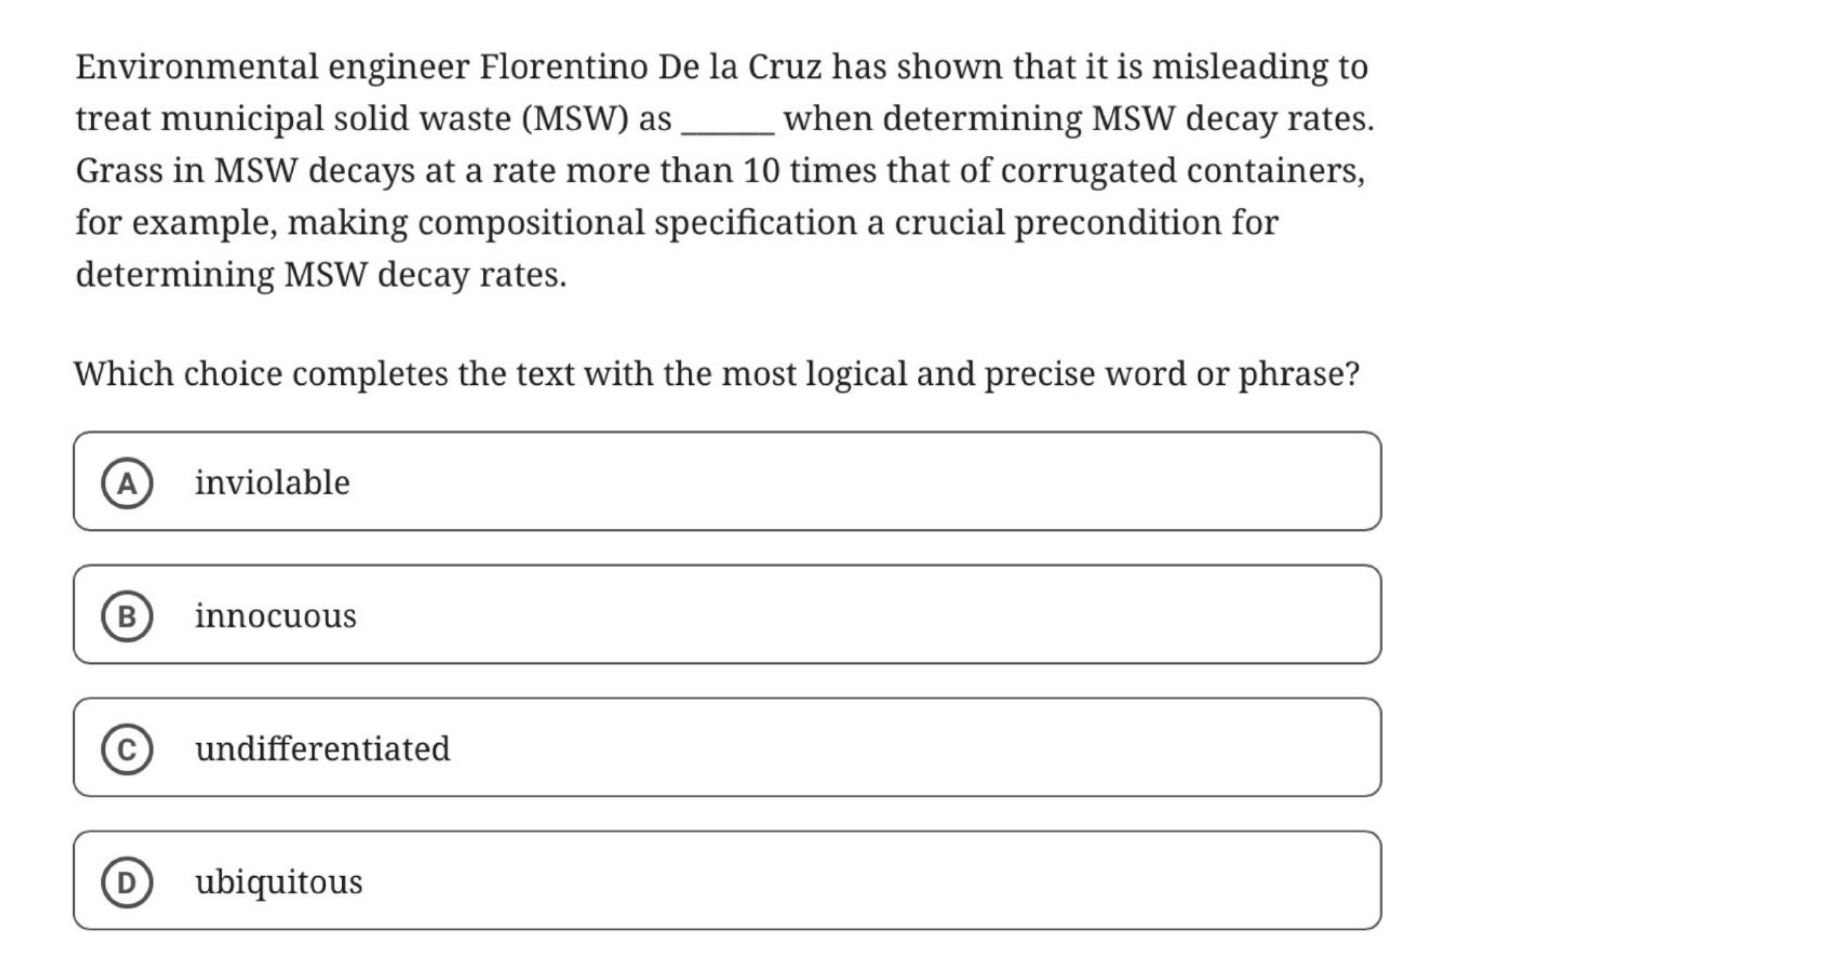 Environmental engineer Florentino De la Cruz has shown that it is misleading to
treat municipal solid waste (MSW) as ______ when determining MSW decay rates.
Grass in MSW decays at a rate more than 10 times that of corrugated containers,
for example, making compositional specification a crucial precondition for
determining MSW decay rates.
Which choice completes the text with the most logical and precise word or phrase?
A inviolable
B innocuous
C undifferentiated
D ubiquitous